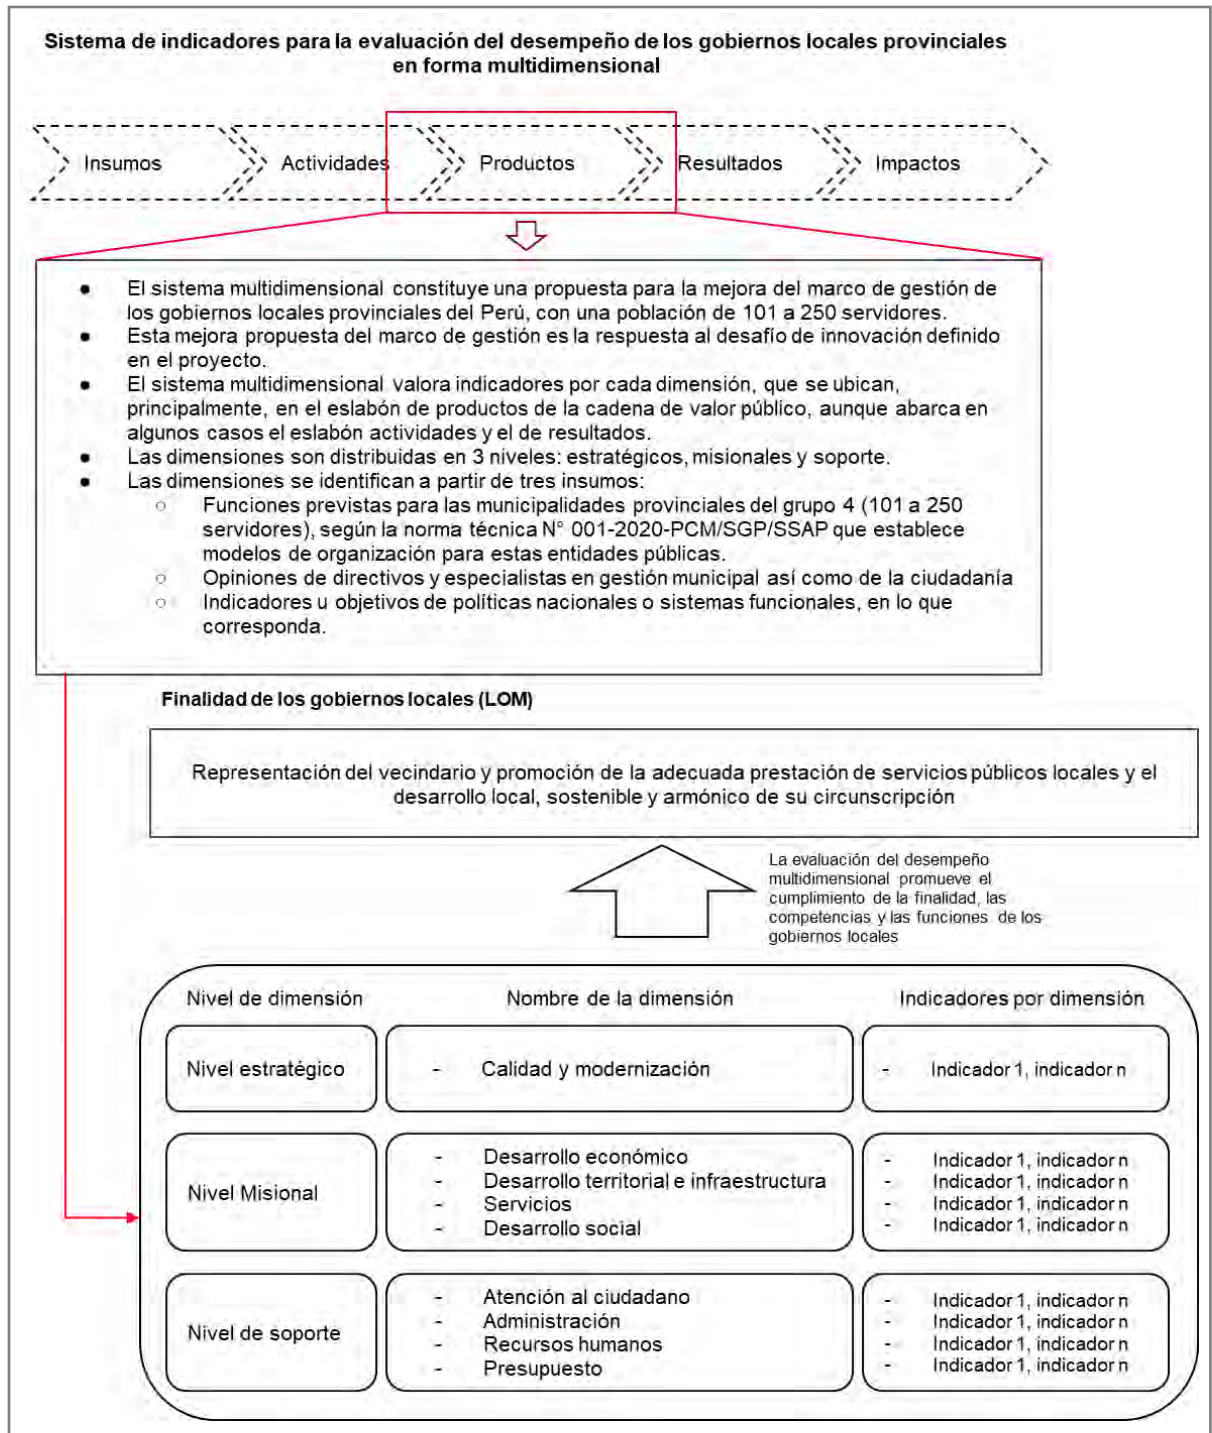 Sistema de indicadores para la evaluación del desempeño de los gobiernos locales provinciales
en forma multidimensional
Insumos
Actividades
Productos
Resultados
Impactos
● El sistema multidimensional constituye una propuesta para la mejora del marco de gestión de
los gobiernos locales provinciales del Perú, con una población de 101 a 250 servidores.
● Esta mejora propuesta del marco de gestión es la respuesta al desafío de innovación definido
en el proyecto.
● El sistema multidimensional valora indicadores por cada dimensión, que se ubican,
principalmente, en el eslabón de productos de la cadena de valor público, aunque abarca en
algunos casos el eslabón actividades y el de resultados.
● Las dimensiones son distribuidas en 3 niveles: estratégicos, misionales y soporte.
● Las dimensiones se identifican a partir de tres insumos:
○ Funciones previstas para las municipalidades provinciales del grupo 4 (101 a 250
servidores), según la norma técnica N° 001-2020-PCM/SGP/SSAP que establece
modelos de organización para estas entidades públicas.
○ Opiniones de directivos y especialistas en gestión municipal así como de la ciudadanía
○ Indicadores u objetivos de políticas nacionales o sistemas funcionales, en lo que
corresponda.
Finalidad de los gobiernos locales (LOM)
Representación del vecindario y promoción de la adecuada prestación de servicios públicos locales y el
desarrollo local, sostenible y armónico de su circunscripción
La evaluación del desempeño
multidimensional promueve el
cumplimiento de la finalidad, las
competencias y las funciones de los
gobiernos locales
Nivel de dimensión
Nombre de la dimensión
Indicadores por dimensión
Nivel estratégico
- Calidad y modernización
- Indicador 1, indicador n
Nivel Misional
- Desarrollo económico
- Desarrollo territorial e infraestructura
- Servicios
- Desarrollo social
- Indicador 1, indicador n
- Indicador 1, indicador n
- Indicador 1, indicador n
- Indicador 1, indicador n
Nivel de soporte
- Atención al ciudadano
- Administración
- Recursos humanos
- Presupuesto
- Indicador 1, indicador n
- Indicador 1, indicador n
- Indicador 1, indicador n
- Indicador 1, indicador n